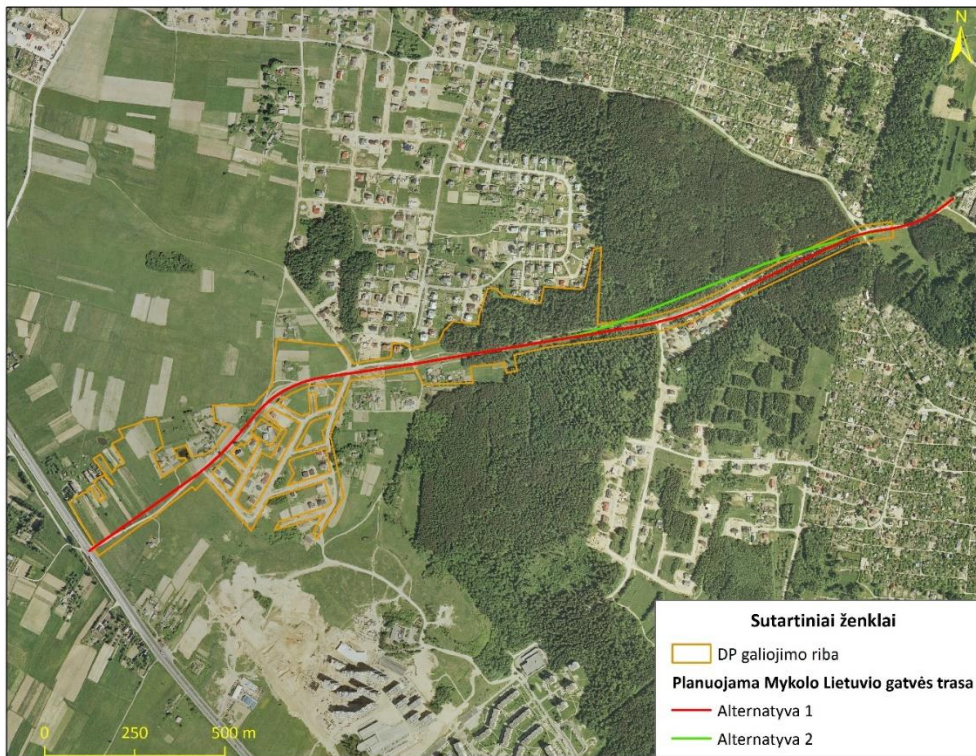 N
Sutartiniai ženklai
DP galiojimo riba
Planuojama Mykolo Lietuvio gatvės trasa
Alternatyva 1
Alternatyva 2
0 250 500 m